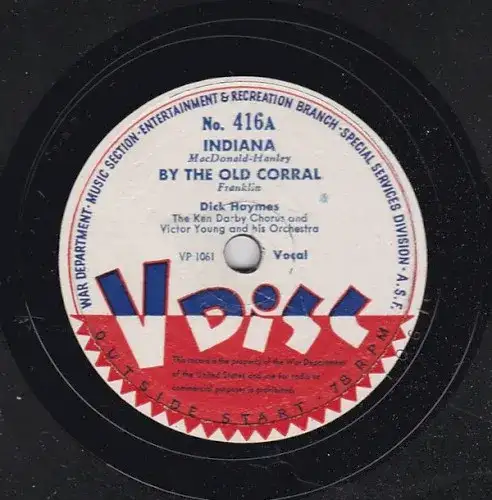 WAR DEPARTMENT · MUSIC SECTION · ENTERTAINMENT & RECREATION BRANCH · SPECIAL SERVICES DIVISION · A.S.F.
No. 416A
INDIANA
MacDonald-Hanley
BY THE OLD CORRAL
Franklin
Dick Haymes
The Ken Darby Chorus and
Victor Young and his Orchestra
VP 1061 Vocal
V DiSC
This record is the property of the War Department
of the United States and use for radio or
commercial purposes is prohibited.
OUTSIDE START · 78 RPM